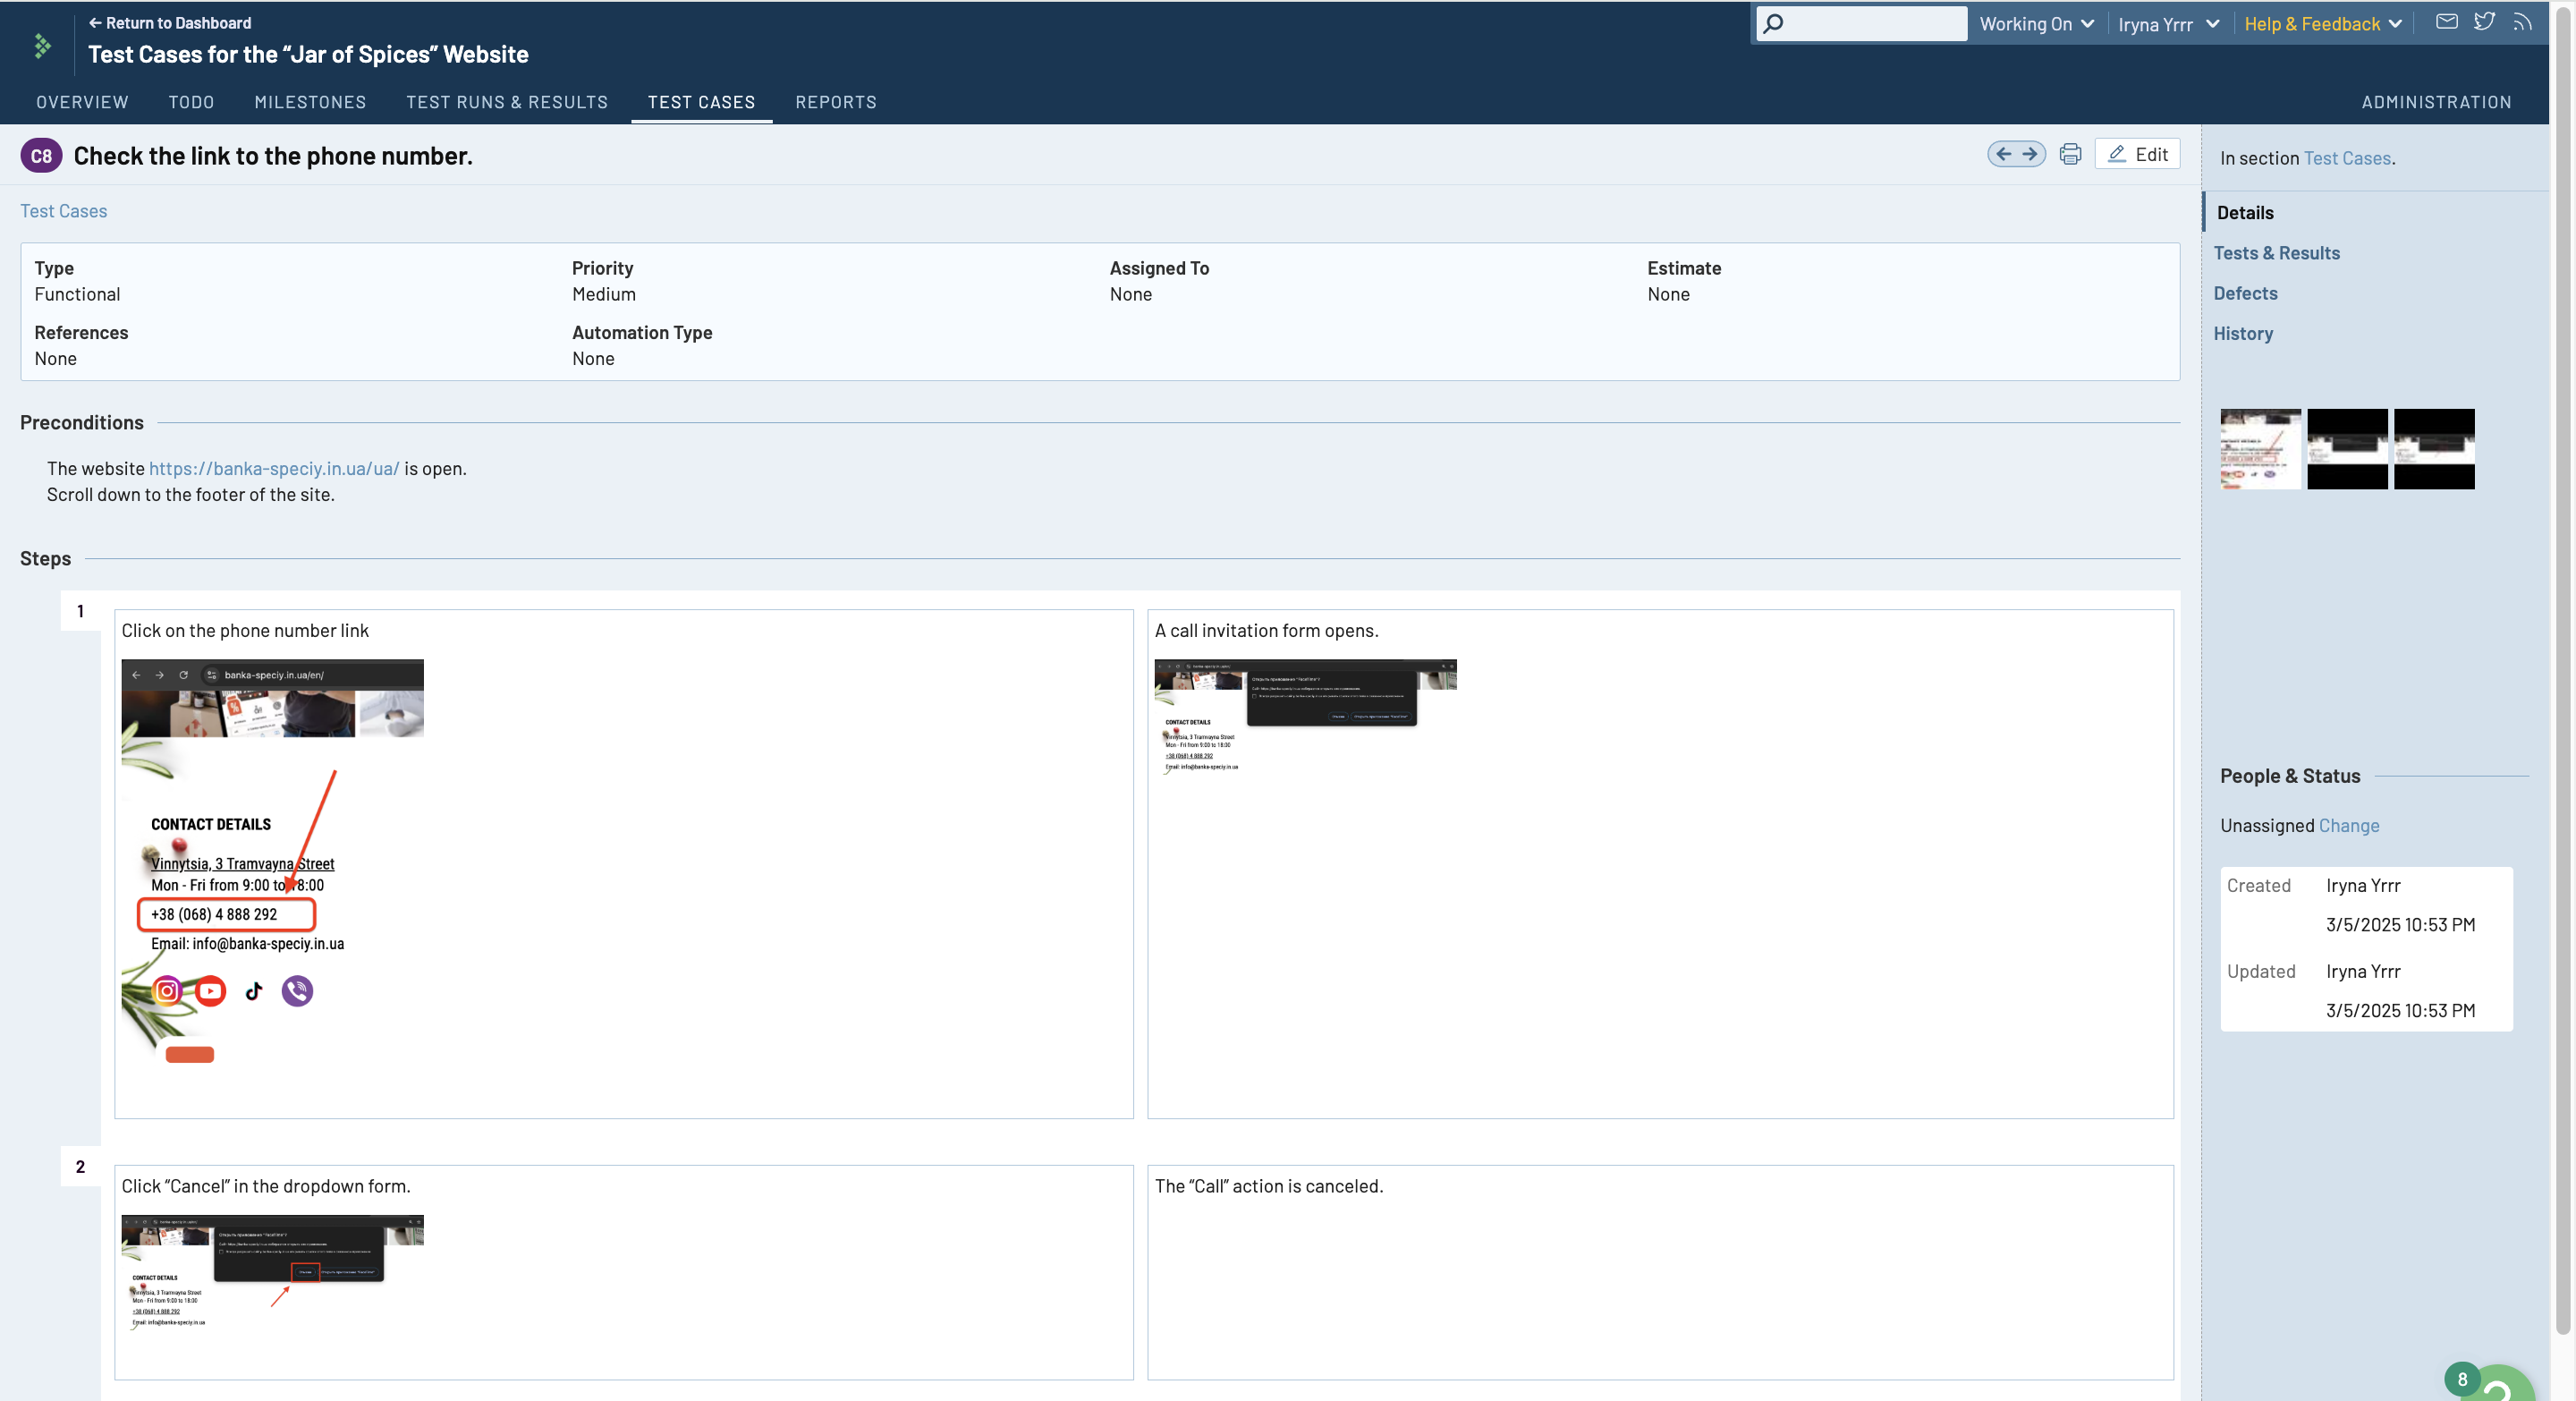 Return to Dashboard
Test Cases for the “Jar of Spices” Website
Working On
Iryna Yrrr
Help & Feedback
OVERVIEW
TODO
MILESTONES
TEST RUNS & RESULTS
TEST CASES
REPORTS
ADMINISTRATION
C8
Check the link to the phone number.
Edit
Test Cases
Type
Functional
Priority
Medium
Assigned To
None
Estimate
None
References
None
Automation Type
None
Preconditions
The website https://banka-speciy.in.ua/ua/ is open.
Scroll down to the footer of the site.
Steps
1
Click on the phone number link
banka-speciy.in.ua/en/
CONTACT DETAILS
Vinnytsia, 3 Tramvayna Street
Mon - Fri from 9:00 to 18:00
+38 (068) 4 888 292
Email: info@banka-speciy.in.ua
A call invitation form opens.
CONTACT DETAILS
Vinnytsia, 3 Tramvayna Street
Mon - Fri from 9:00 to 18:00
+38 (068) 4 888 292
Email: info@banka-speciy.in.ua
2
Click “Cancel” in the dropdown form.
CONTACT DETAILS
Vinnytsia, 3 Tramvayna Street
Mon - Fri from 9:00 to 18:00
+38 (068) 4 888 292
Email: info@banka-speciy.in.ua
The “Call” action is canceled.
In section Test Cases.
Details
Tests & Results
Defects
History
People & Status
Unassigned Change
Created Iryna Yrrr
3/5/2025 10:53 PM
Updated Iryna Yrrr
3/5/2025 10:53 PM
8